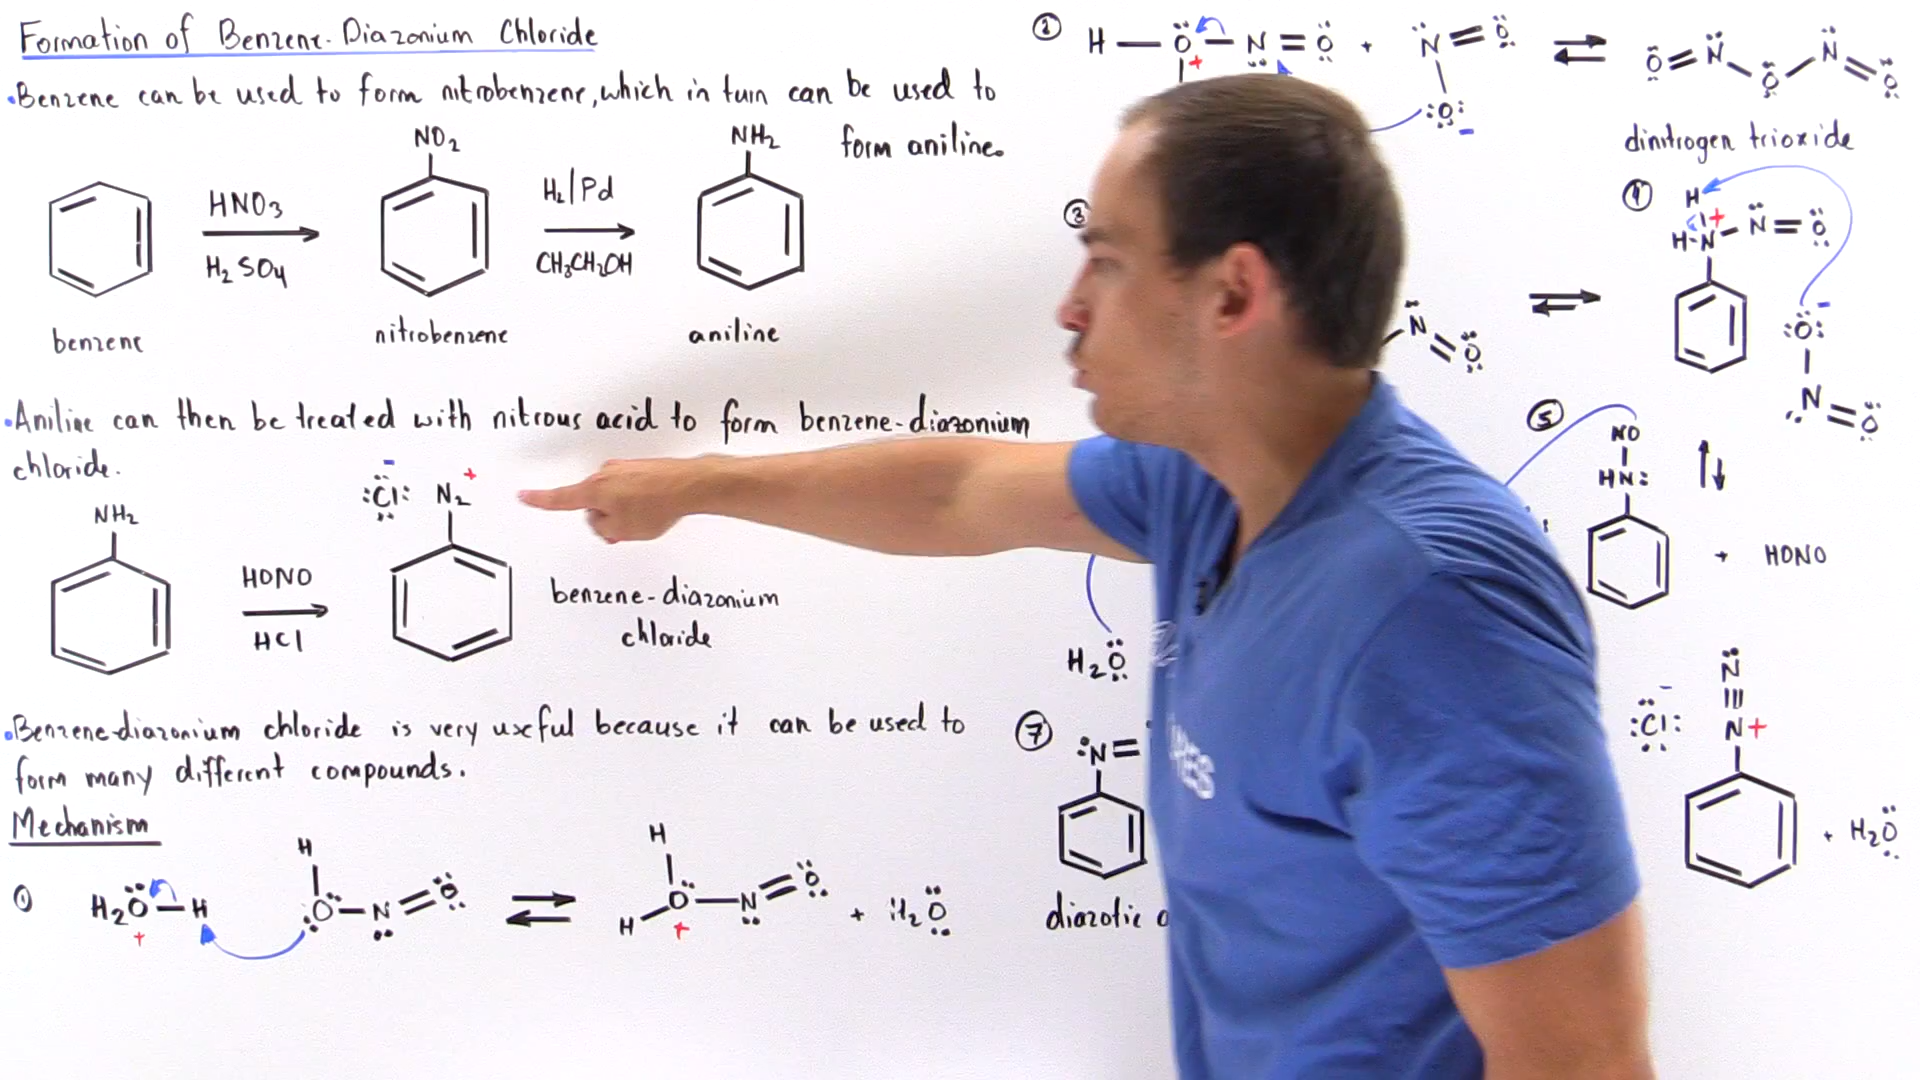 Formation of Benzene-Diazonium Chloride
•Benzene can be used to form nitrobenzene, which in turn can be used to
form aniline.
NO2
NH2
HNO3
H2SO4
H2/Pd
CH3CH2OH
benzene
nitrobenzene
aniline
•Aniline can then be treated with nitrous acid to form benzene-diazonium
chloride.
NH2
:Cl: −
N2 +
HONO
HCl
benzene-diazonium
chloride
•Benzene-diazonium chloride is very useful because it can be used to
form many different compounds.
Mechanism
① H2O—H
+
H
O—N=O
H
H
O—N=O
+
+ H2O
② H—O—N=O + N=O
+
:O: −
O=N O N=O
dinitrogen trioxide
③
N=O
④ H
H-N—N=O
+
:O: −
N=O
⑤
NO
HN:
+ HONO
H2O
⑦
:N=
diazotic
:Cl: −
N
N+
+ H2O